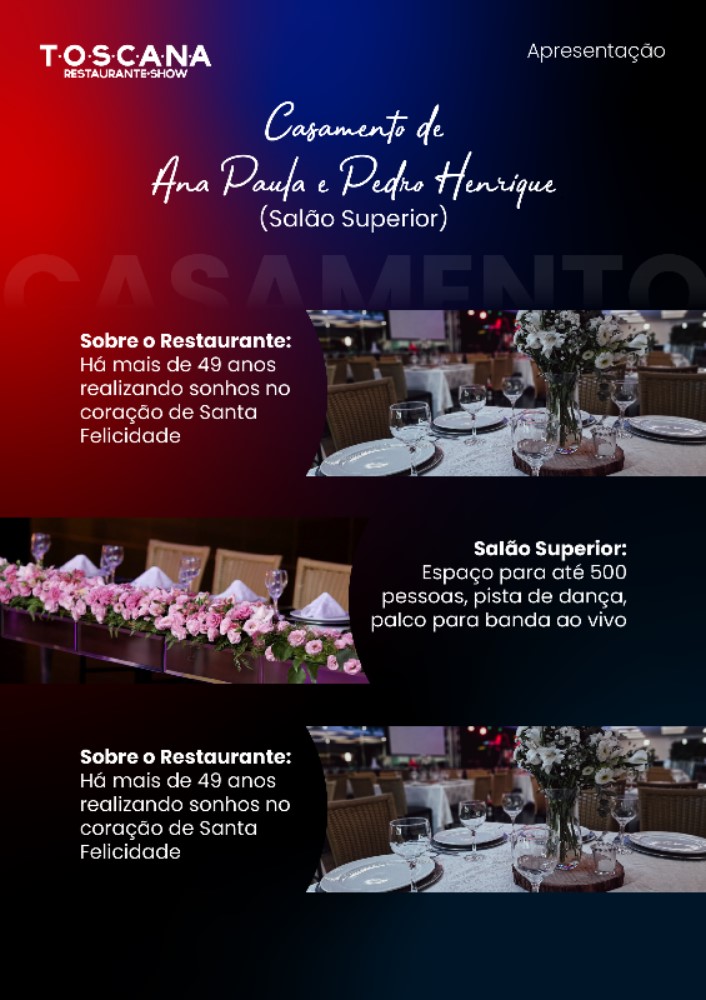 T·O·S·C·A·N·A
RESTAURANTE·SHOW
Apresentação
Casamento de
Ana Paula e Pedro Henrique
(Salão Superior)
CASAMENTO
Sobre o Restaurante:
Há mais de 49 anos
realizando sonhos no
coração de Santa
Felicidade
Salão Superior:
Espaço para até 500
pessoas, pista de dança,
palco para banda ao vivo
Sobre o Restaurante:
Há mais de 49 anos
realizando sonhos no
coração de Santa
Felicidade